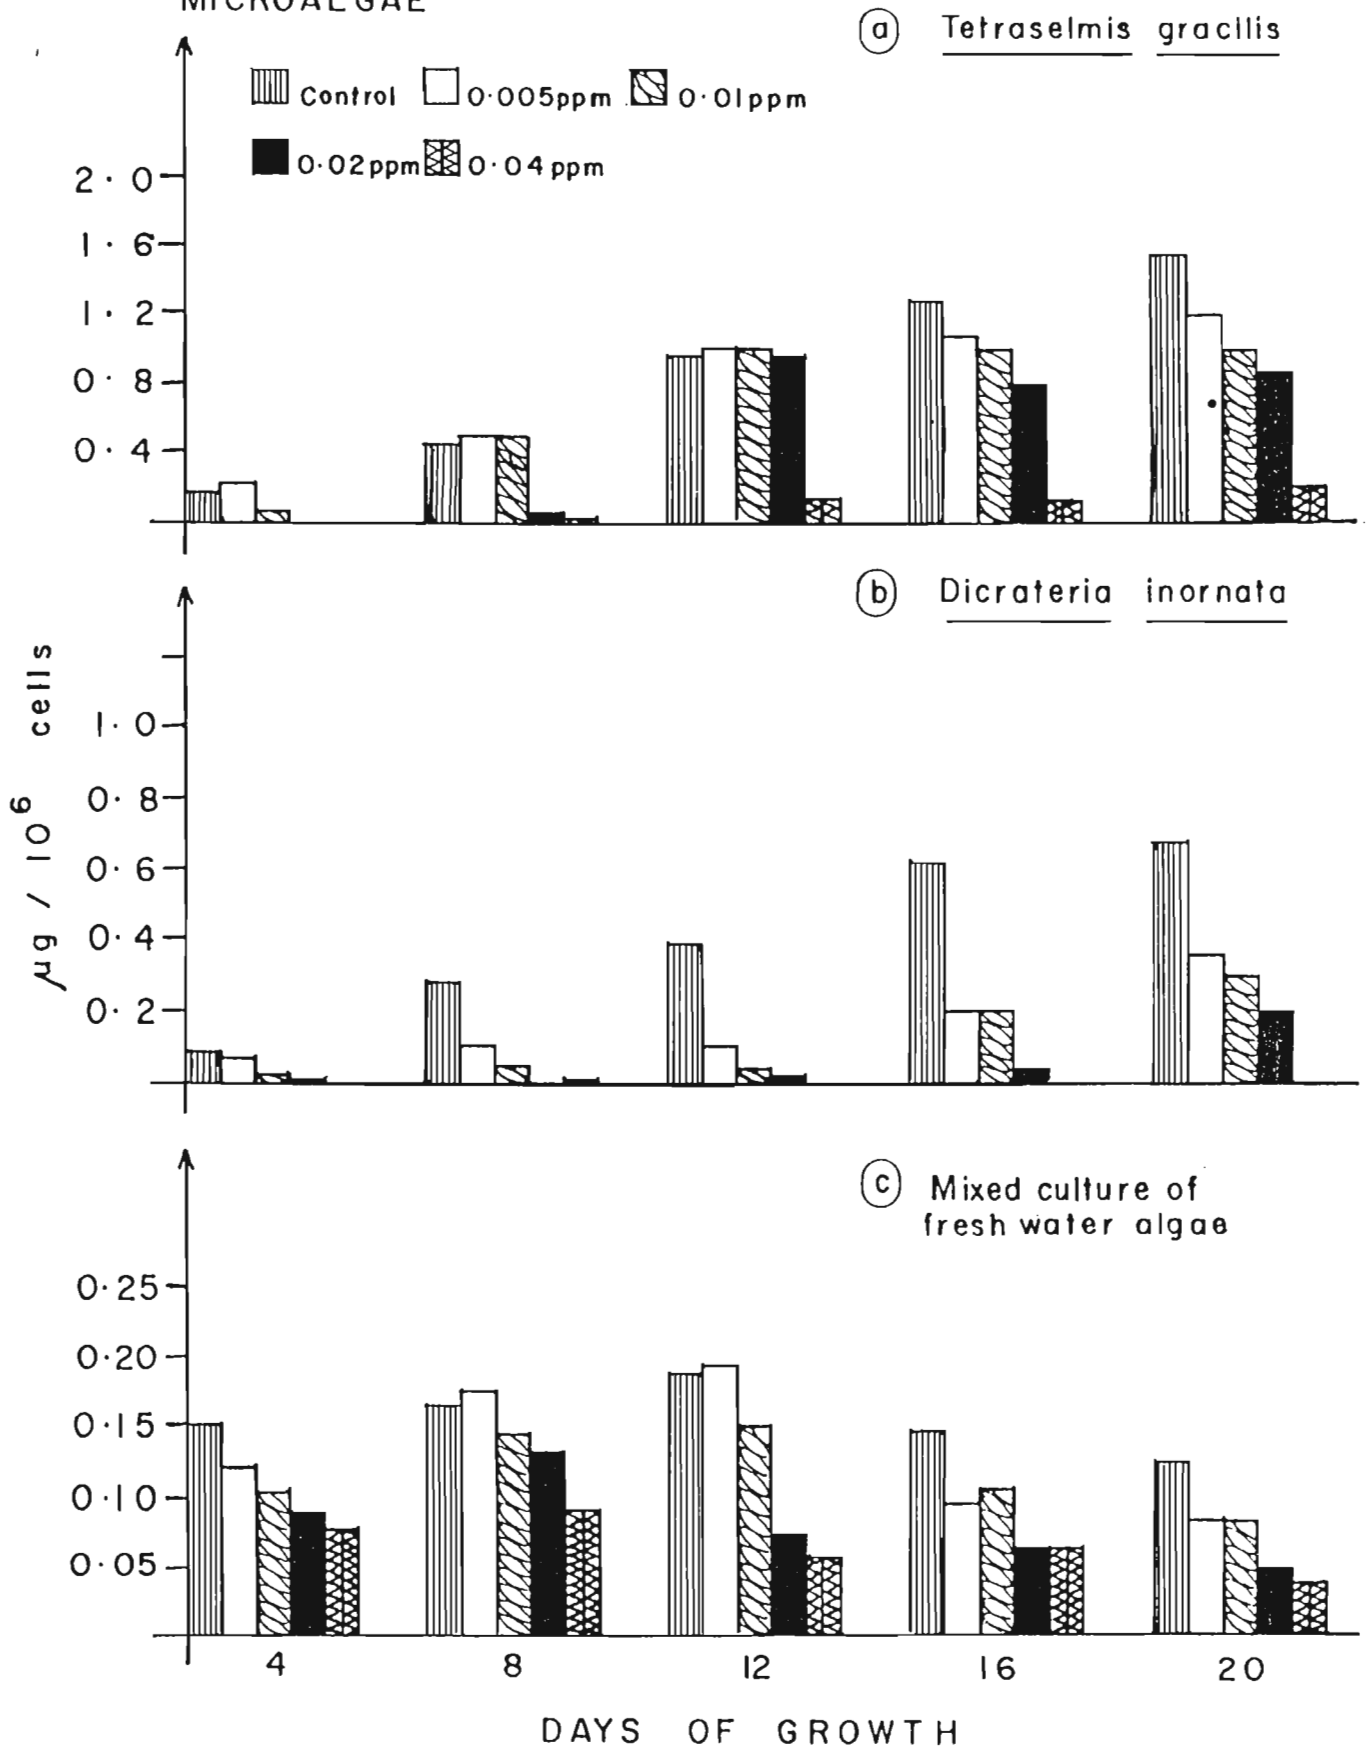 MICROALGAE
ⓐ Tetraselmis gracilis
Control 0·005ppm 0·01ppm
0·02ppm 0·04ppm
2·0
1·6
1·2
0·8
0·4
ⓑ Dicrateria inornata
1·0
0·8
0·6
0·4
0·2
µg / 10⁶ cells
ⓒ Mixed culture of
fresh water algae
0·25
0·20
0·15
0·10
0·05
4 8 12 16 20
DAYS OF GROWTH